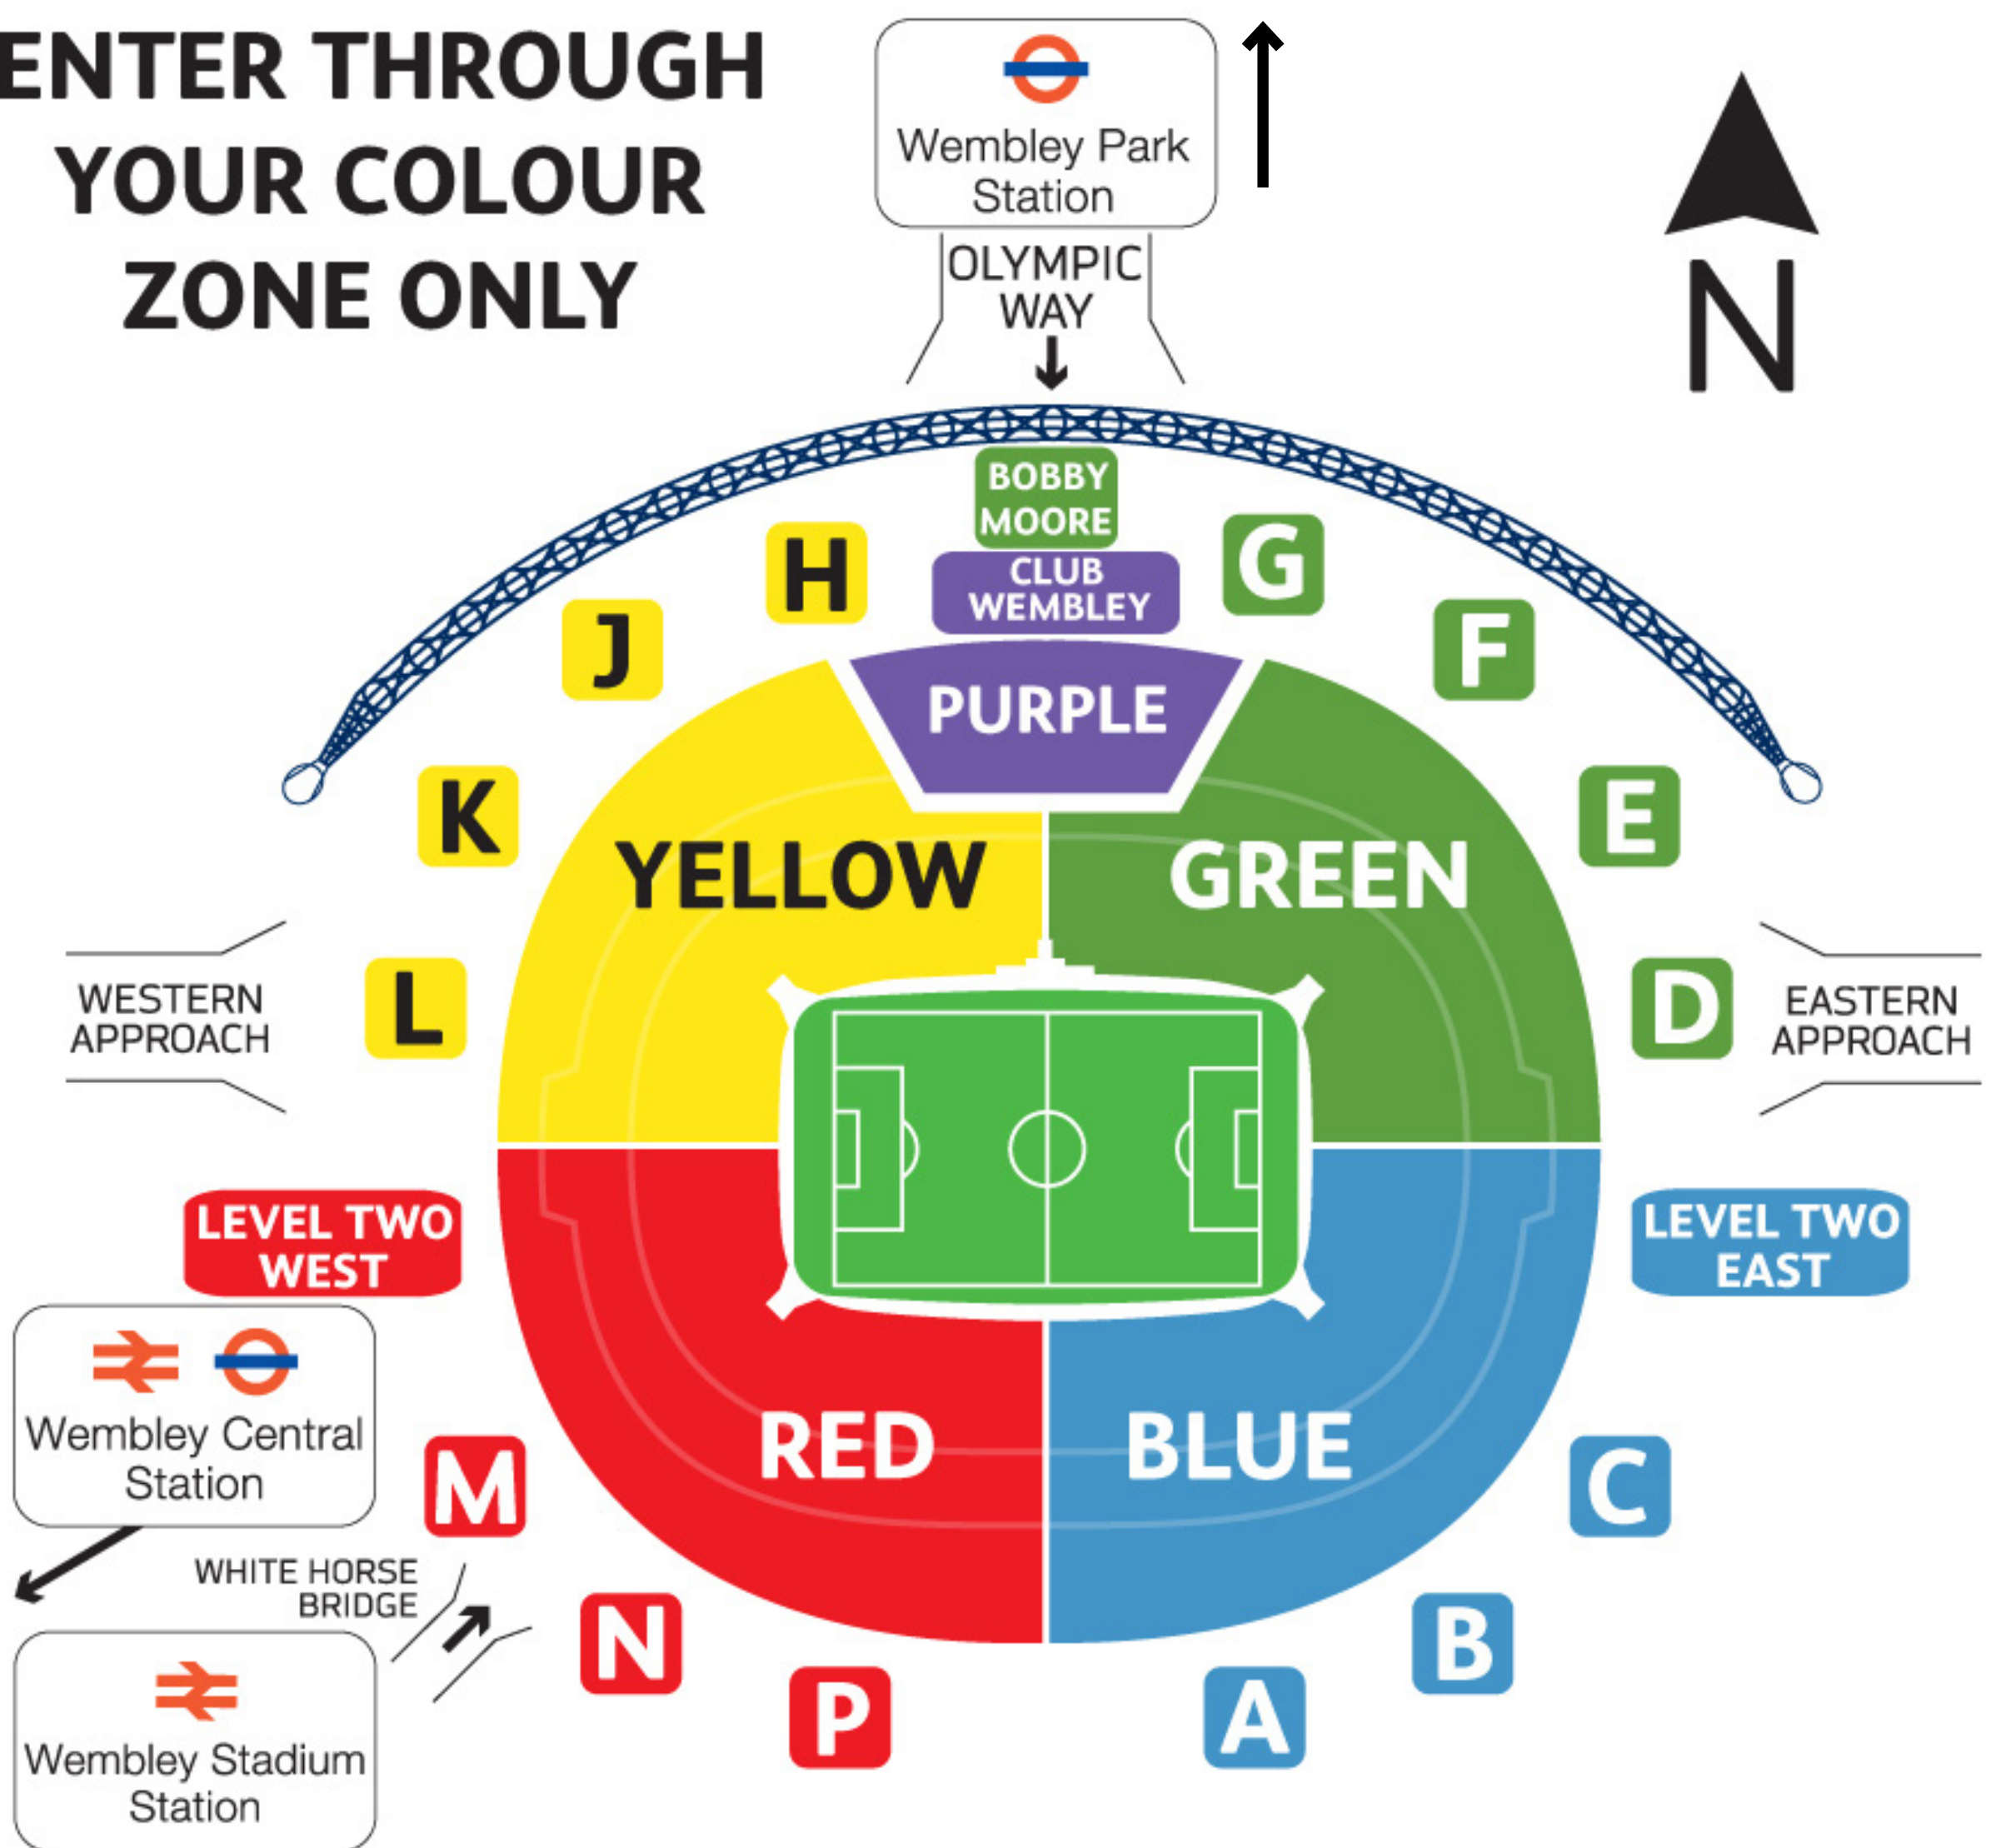 ENTER THROUGH
YOUR COLOUR
ZONE ONLY
Wembley Park
Station
N
OLYMPIC
WAY
BOBBY
MOORE
CLUB
WEMBLEY
H
G
J
F
PURPLE
K
E
YELLOW
GREEN
L
D
WESTERN
APPROACH
EASTERN
APPROACH
LEVEL TWO
WEST
LEVEL TWO
EAST
Wembley Central
Station
RED
BLUE
M
C
WHITE HORSE
BRIDGE
N
B
P
A
Wembley Stadium
Station